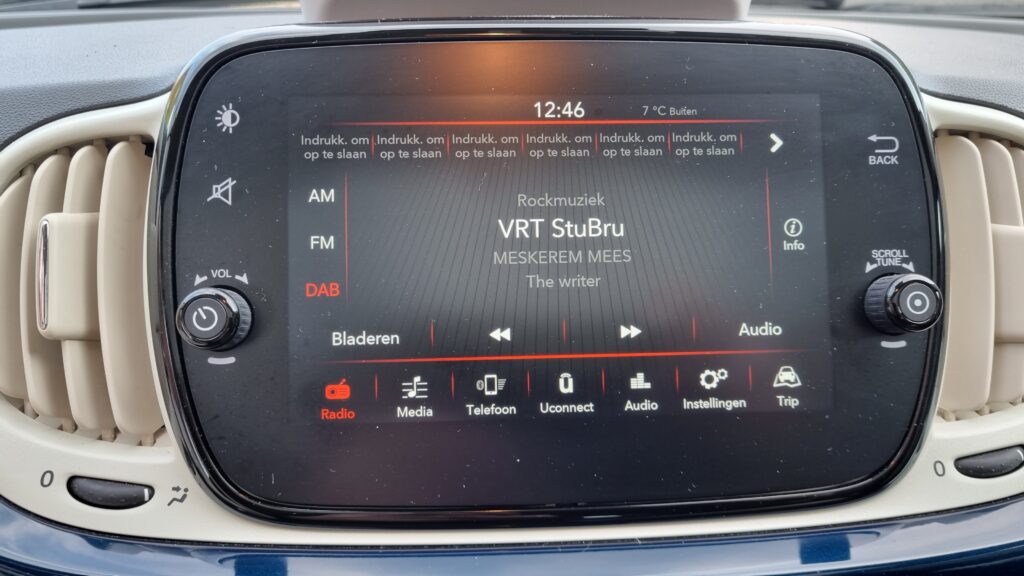 12:46
7 °C Buiten
Indrukk. om op te slaan
Indrukk. om op te slaan
Indrukk. om op te slaan
Indrukk. om op te slaan
Indrukk. om op te slaan
Indrukk. om op te slaan
BACK
AM
Rockmuziek
VRT StuBru
FM
MESKEREM MEES
Info
The writer
DAB
VOL
SCROLL
TUNE
Bladeren
Audio
Radio
Media
Telefoon
Uconnect
Audio
Instellingen
Trip
0
0